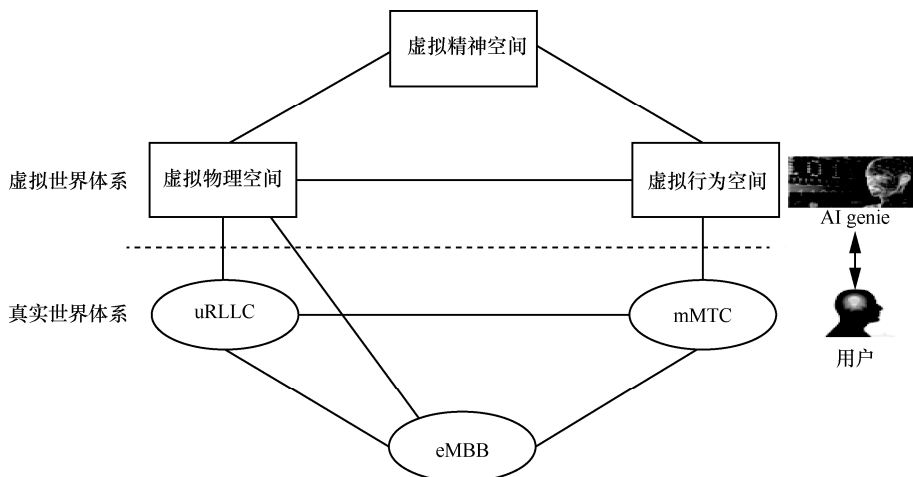 虚拟精神空间
虚拟世界体系
虚拟物理空间
虚拟行为空间
AI genie
真实世界体系
uRLLC
mMTC
用户
eMBB